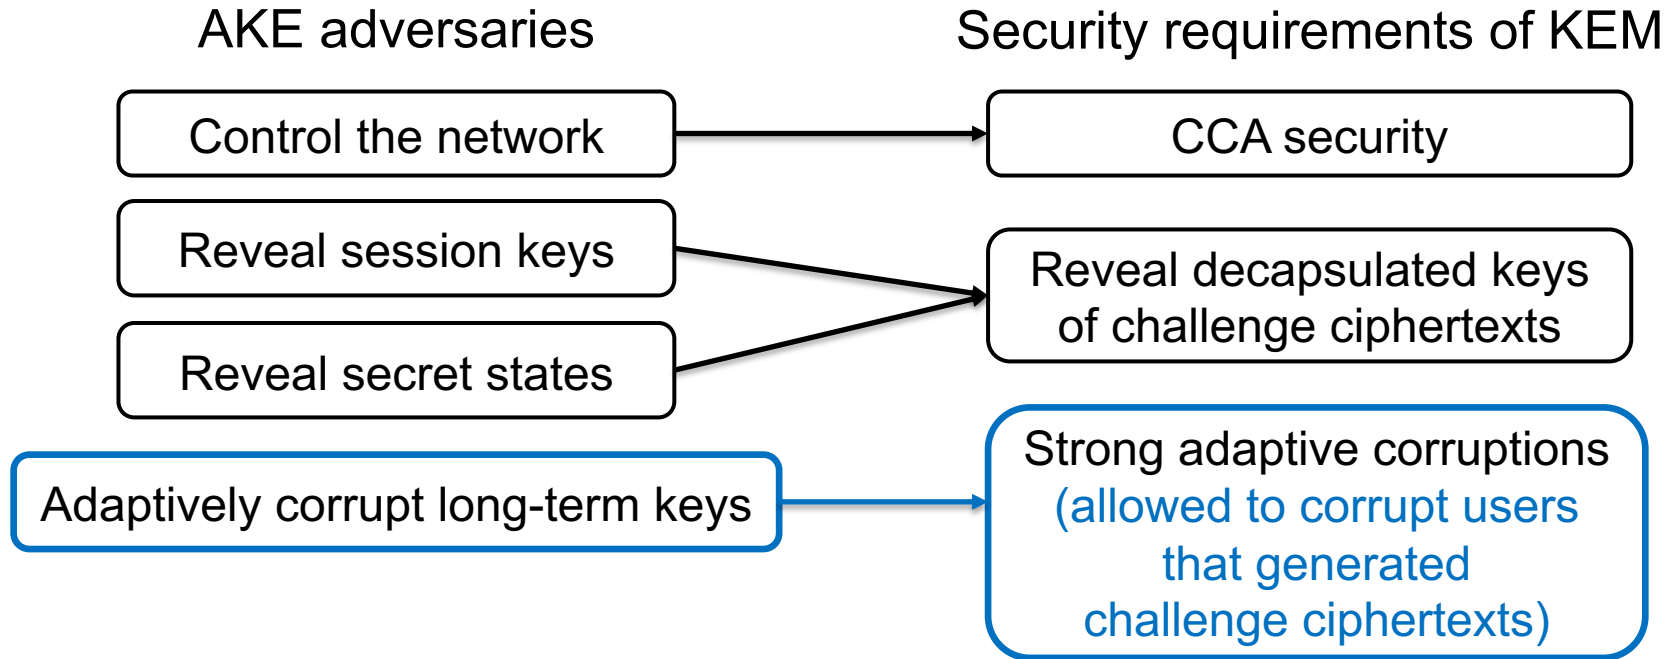 AKE adversaries
Security requirements of KEM
Control the network
CCA security
Reveal session keys
Reveal decapsulated keys
of challenge ciphertexts
Reveal secret states
Adaptively corrupt long-term keys
Strong adaptive corruptions
(allowed to corrupt users
that generated
challenge ciphertexts)